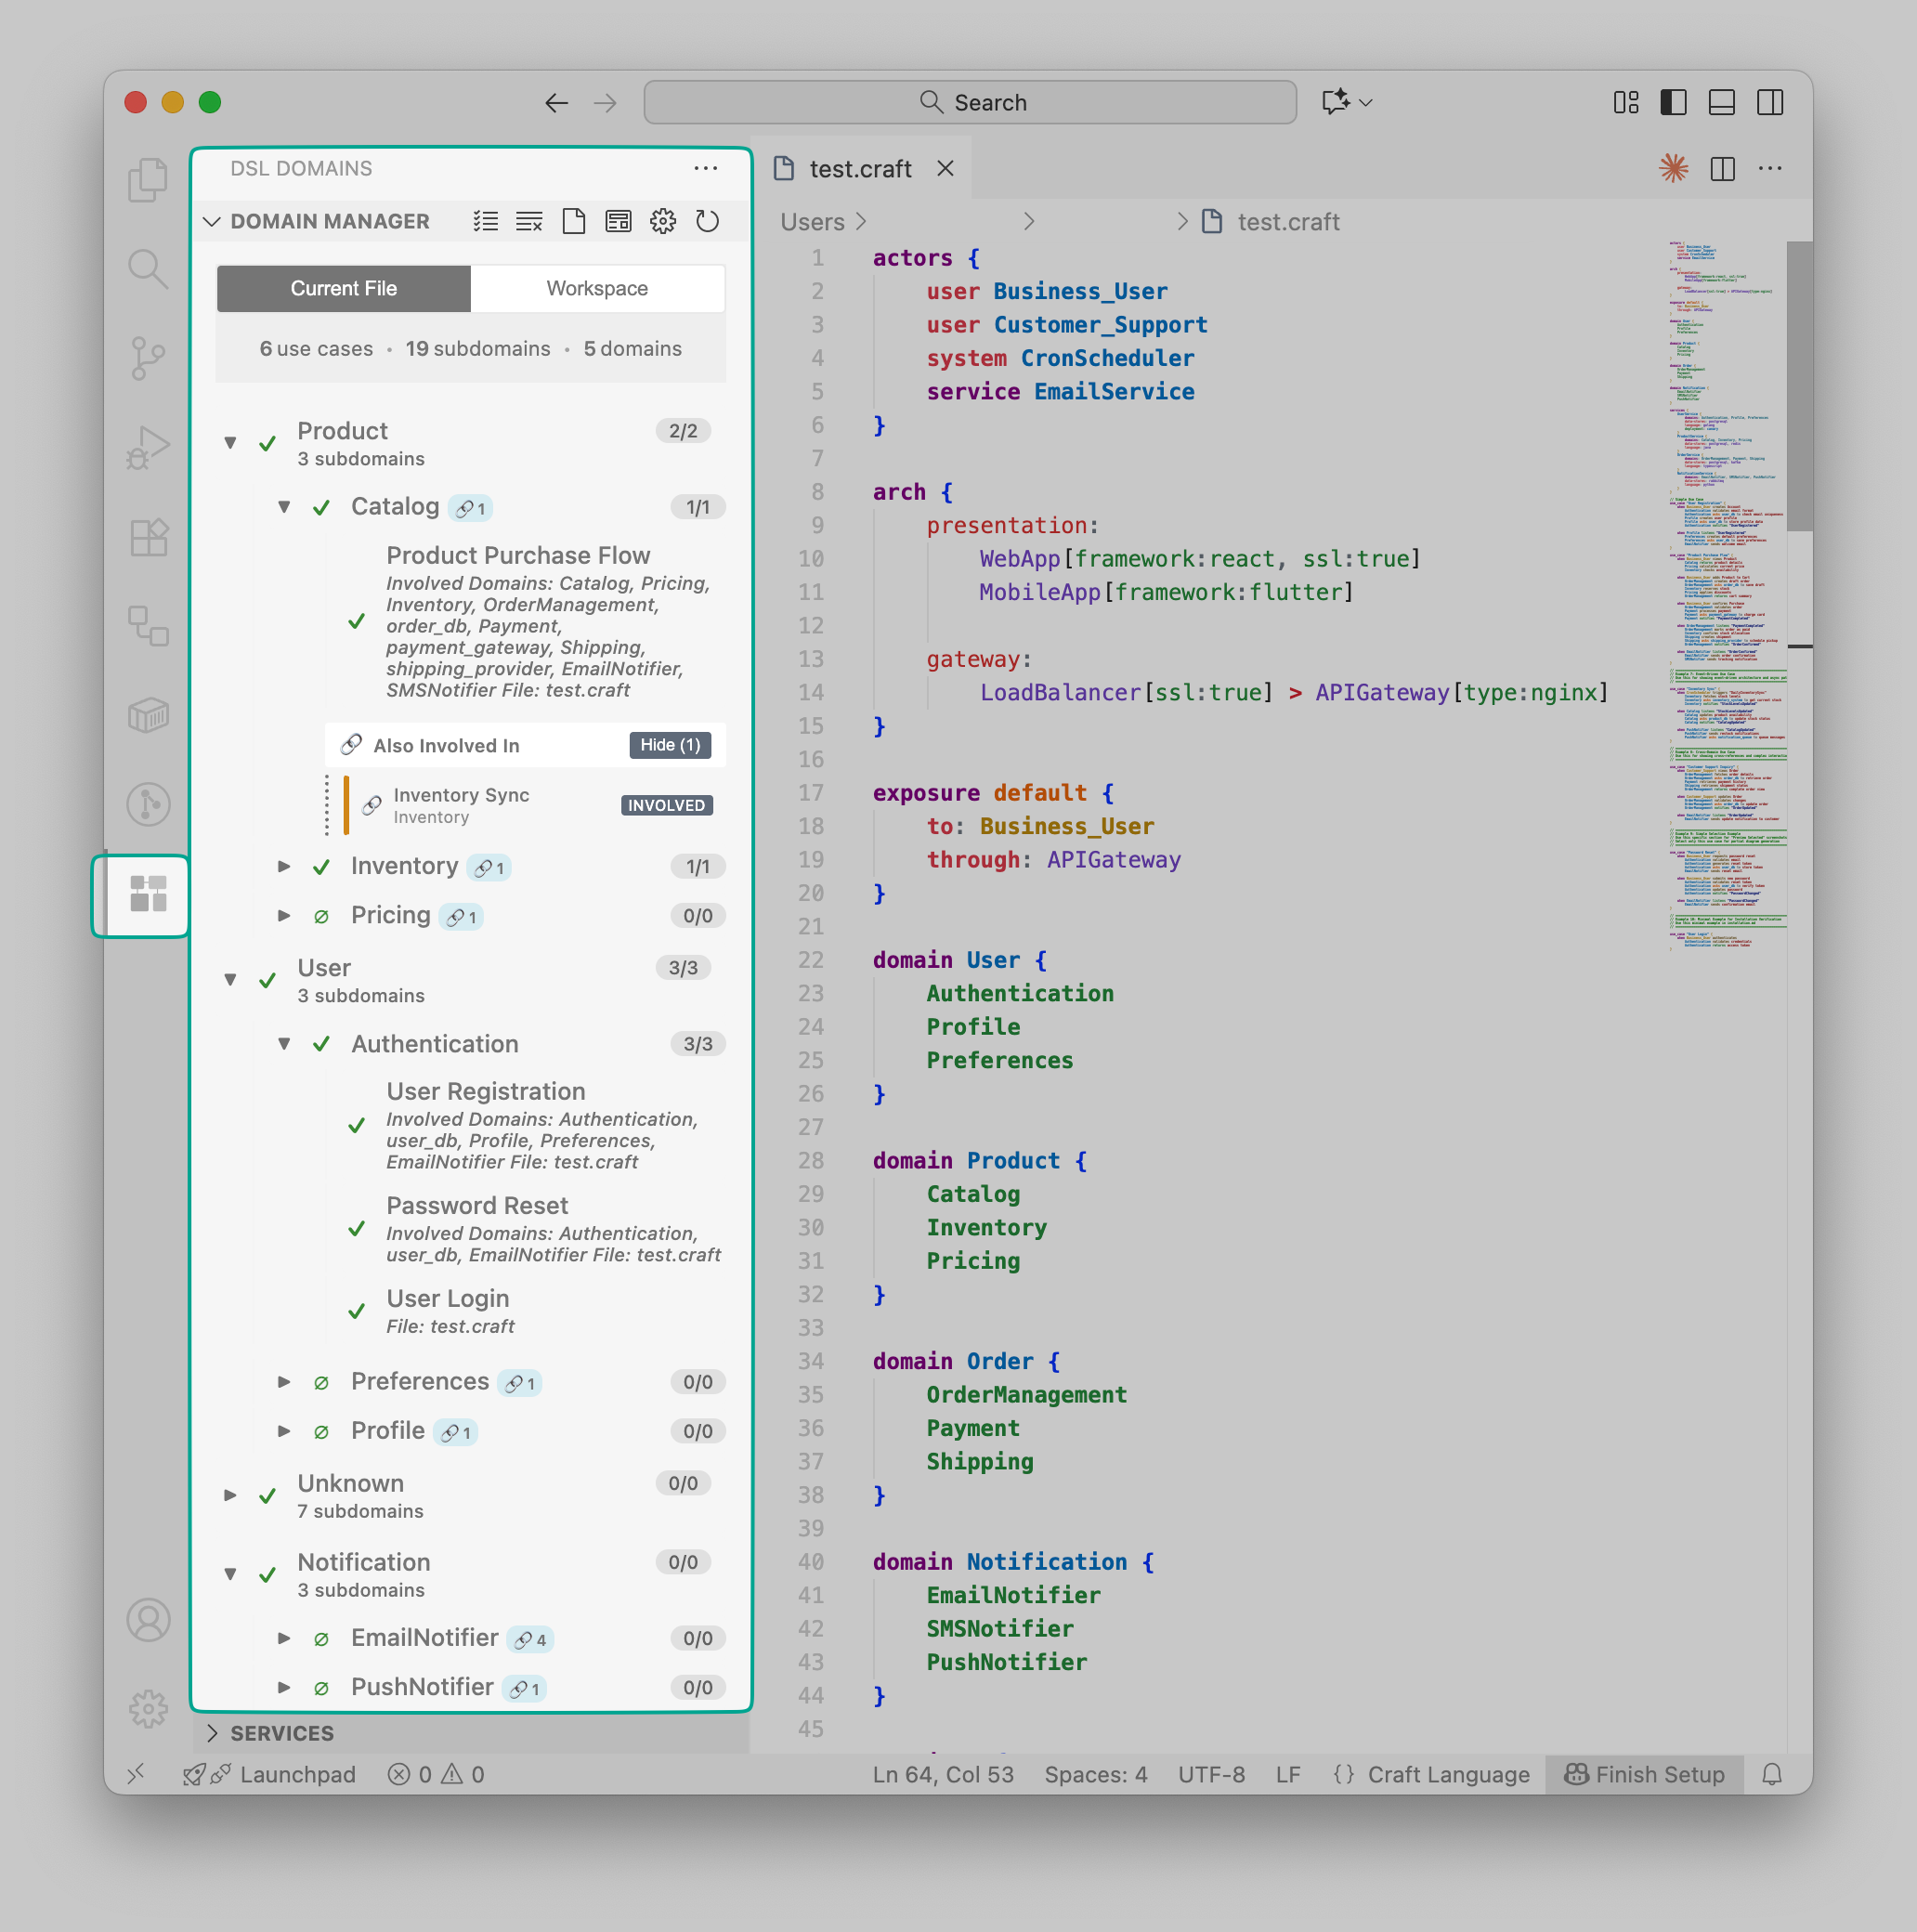 Search
DSL DOMAINS
DOMAIN MANAGER
Current File
Workspace
6 use cases • 19 subdomains • 5 domains
Product
2/2
3 subdomains
Catalog 1
1/1
Product Purchase Flow
Involved Domains: Catalog, Pricing,
Inventory, OrderManagement,
order_db, Payment,
payment_gateway, Shipping,
shipping_provider, EmailNotifier,
SMSNotifier File: test.craft
Also Involved In
Hide (1)
Inventory Sync
INVOLVED
Inventory
Inventory 1
1/1
Pricing 1
0/0
User
3/3
3 subdomains
Authentication
3/3
User Registration
Involved Domains: Authentication,
user_db, Profile, Preferences,
EmailNotifier File: test.craft
Password Reset
Involved Domains: Authentication,
user_db, EmailNotifier File: test.craft
User Login
File: test.craft
Preferences 1
0/0
Profile 1
0/0
Unknown
0/0
7 subdomains
Notification
0/0
3 subdomains
EmailNotifier 4
0/0
PushNotifier 1
0/0
SERVICES
test.craft
Users > > > test.craft
1 actors {
2 user Business_User
3 user Customer_Support
4 system CronScheduler
5 service EmailService
6 }
7
8 arch {
9 presentation:
10 WebApp[framework:react, ssl:true]
11 MobileApp[framework:flutter]
12
13 gateway:
14 LoadBalancer[ssl:true] > APIGateway[type:nginx]
15 }
16
17 exposure default {
18 to: Business_User
19 through: APIGateway
20 }
21
22 domain User {
23 Authentication
24 Profile
25 Preferences
26 }
27
28 domain Product {
29 Catalog
30 Inventory
31 Pricing
32 }
33
34 domain Order {
35 OrderManagement
36 Payment
37 Shipping
38 }
39
40 domain Notification {
41 EmailNotifier
42 SMSNotifier
43 PushNotifier
44 }
45
Launchpad
0 0
Ln 64, Col 53
Spaces: 4
UTF-8
LF
{} Craft Language
Finish Setup